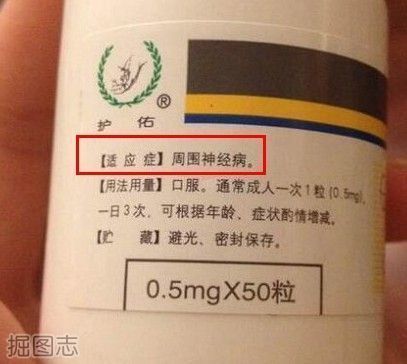 ®
护佑
【适应症】周围神经病。
【用法用量】口服。通常成人一次1粒(0.5mg),
一日3次,可根据年龄、症状酌情增减。
【贮 藏】避光、密封保存。
0.5mgX50粒
掘图志